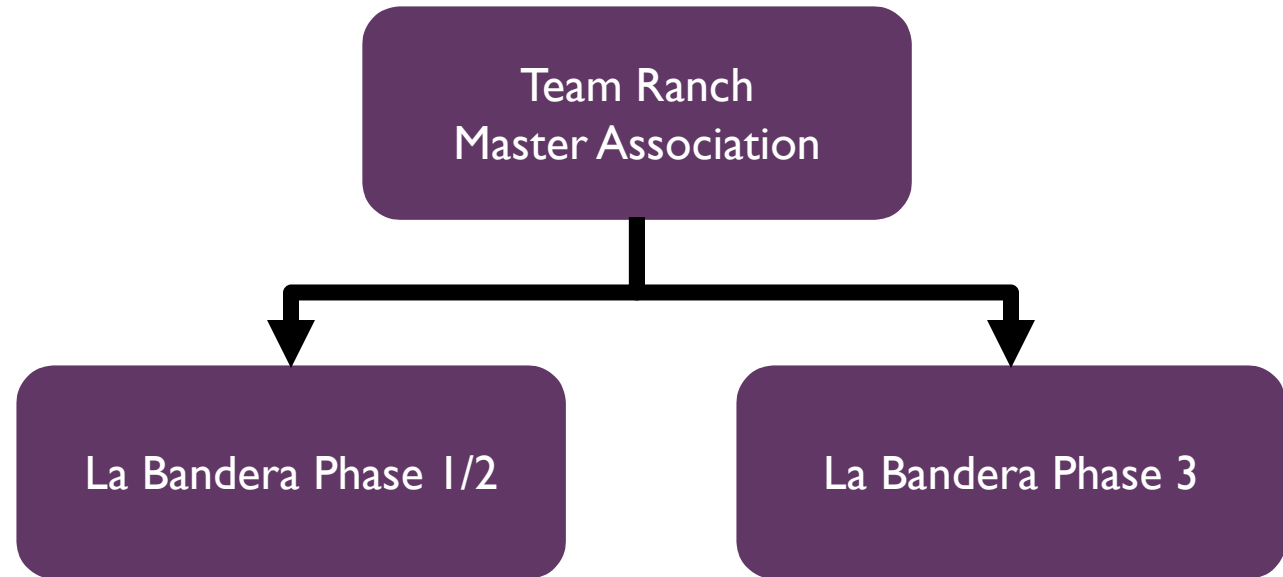 Team Ranch
Master Association
La Bandera Phase 1/2
La Bandera Phase 3